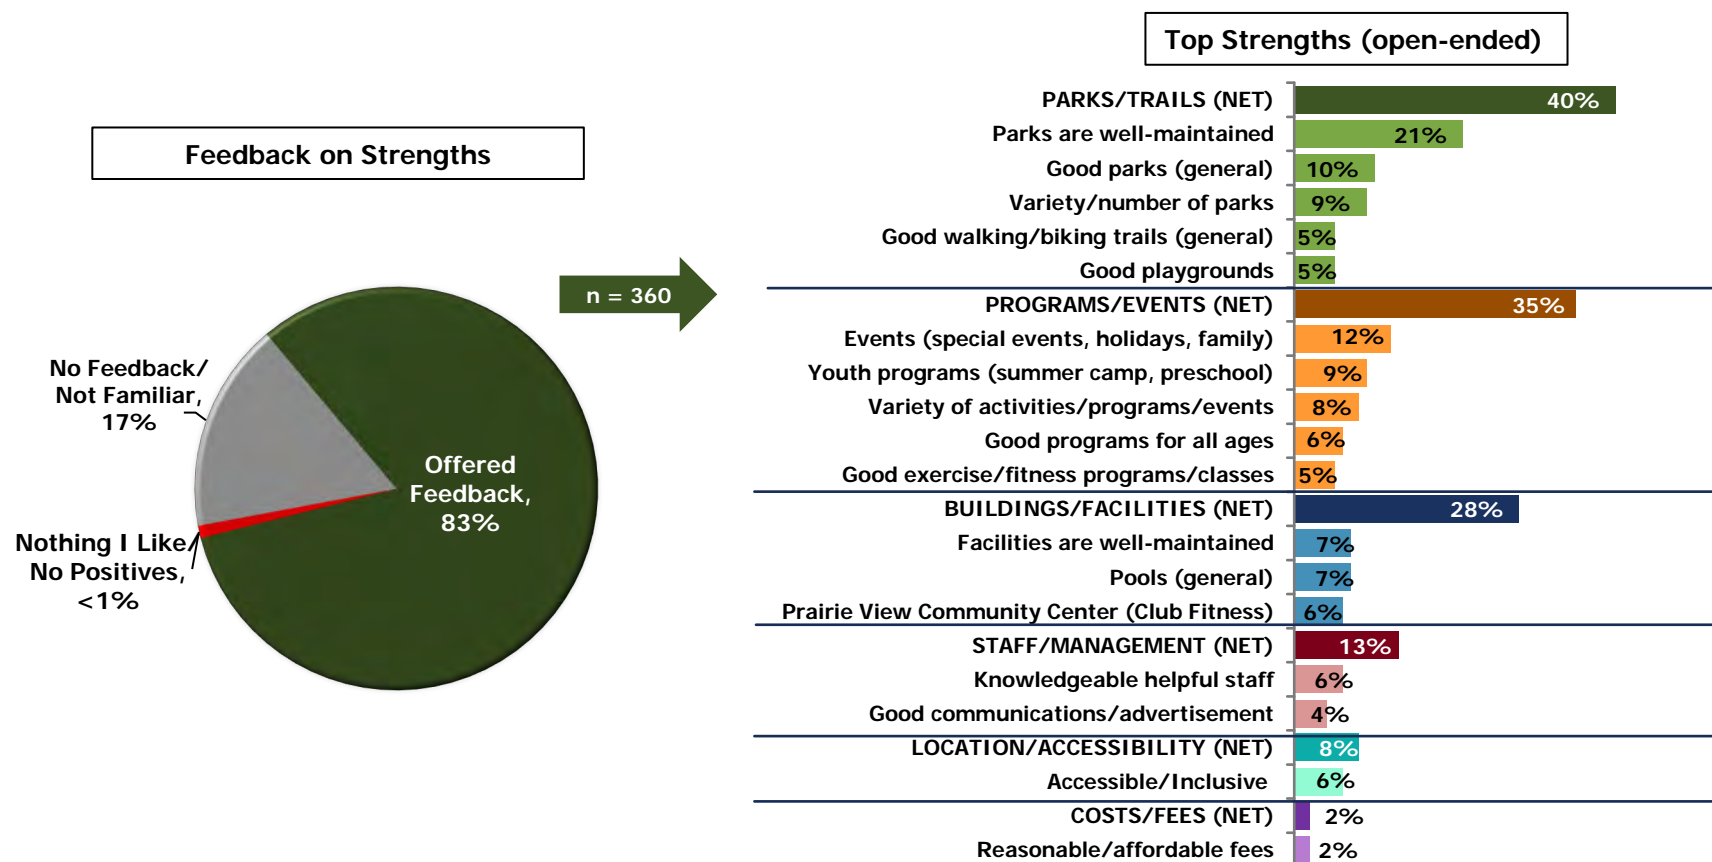 Top Strengths (open-ended)
Feedback on Strengths
No Feedback/
Not Familiar,
17%
Nothing I Like/
No Positives,
<1%
Offered
Feedback,
83%
n = 360
PARKS/TRAILS (NET) 40%
Parks are well-maintained 21%
Good parks (general) 10%
Variety/number of parks 9%
Good walking/biking trails (general) 5%
Good playgrounds 5%
PROGRAMS/EVENTS (NET) 35%
Events (special events, holidays, family) 12%
Youth programs (summer camp, preschool) 9%
Variety of activities/programs/events 8%
Good programs for all ages 6%
Good exercise/fitness programs/classes 5%
BUILDINGS/FACILITIES (NET) 28%
Facilities are well-maintained 7%
Pools (general) 7%
Prairie View Community Center (Club Fitness) 6%
STAFF/MANAGEMENT (NET) 13%
Knowledgeable helpful staff 6%
Good communications/advertisement 4%
LOCATION/ACCESSIBILITY (NET) 8%
Accessible/Inclusive 6%
COSTS/FEES (NET) 2%
Reasonable/affordable fees 2%